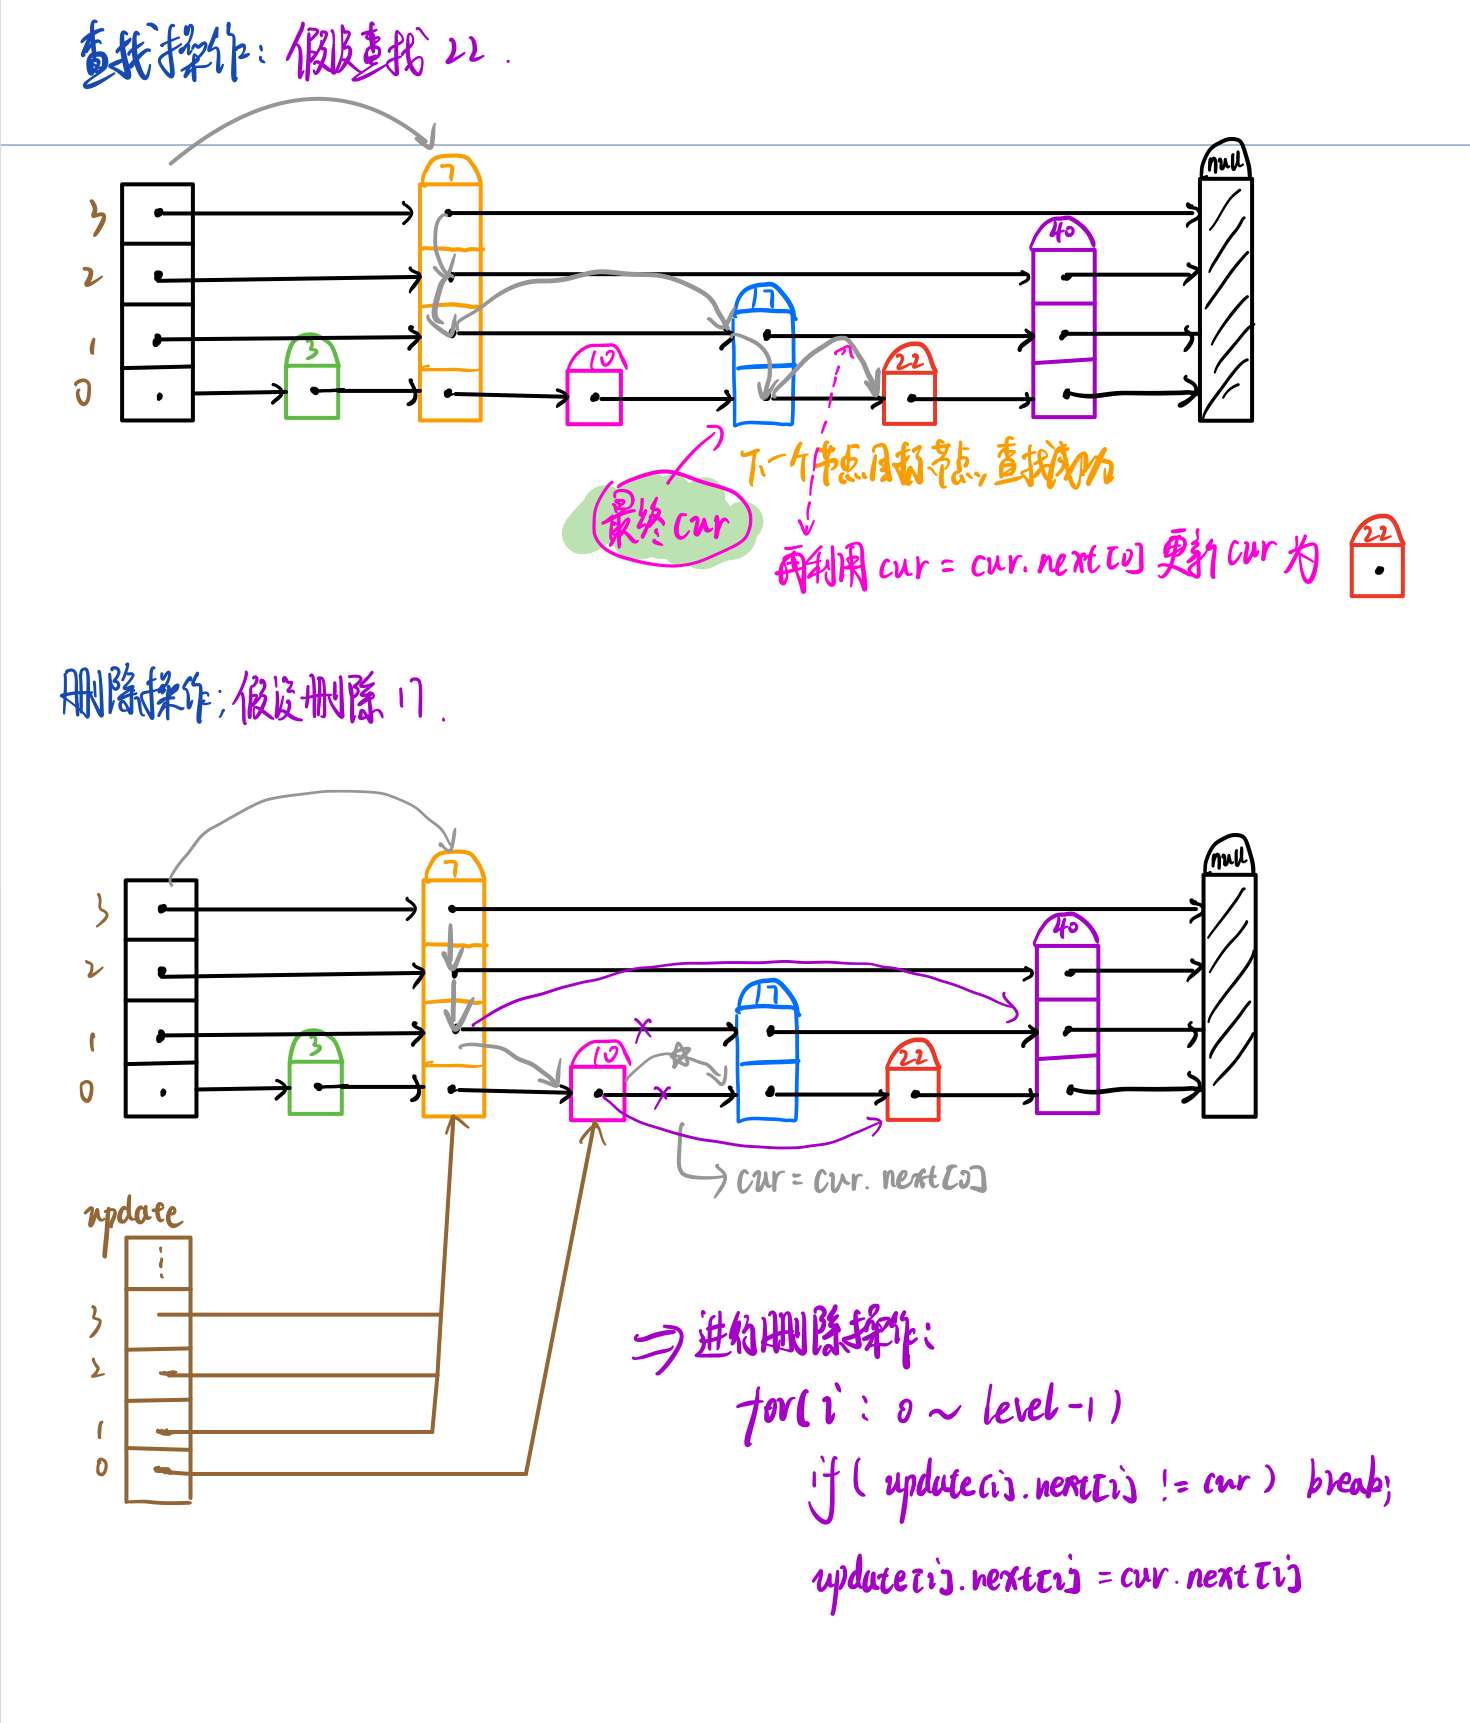 查找操作: 假设查找 22.
7
null
3
40
2
17
1
3
10
22
0
下一个节点目标节点, 查找成功
最终 cur
22
再利用 cur = cur.next[0] 更新 cur 为
删除操作: 假设删除 17.
7
null
3
40
2
17
1
3
10
22
0
cur = cur.next[0]
update
3
2
1
0
⇒ 进行删除操作:
for(i : 0 ~ level-1)
if ( update[i].next[i] != cur ) break;
update[i].next[i] = cur.next[i]